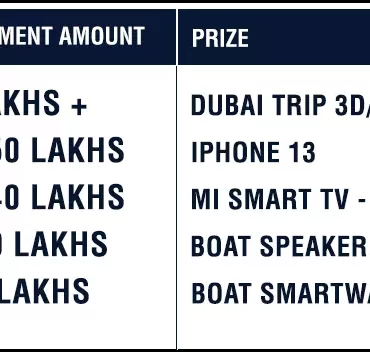 MENT AMOUNT PRIZE
AKHS + DUBAI TRIP 3D/
50 LAKHS IPHONE 13
40 LAKHS MI SMART TV -
0 LAKHS BOAT SPEAKER
LAKHS BOAT SMARTWA